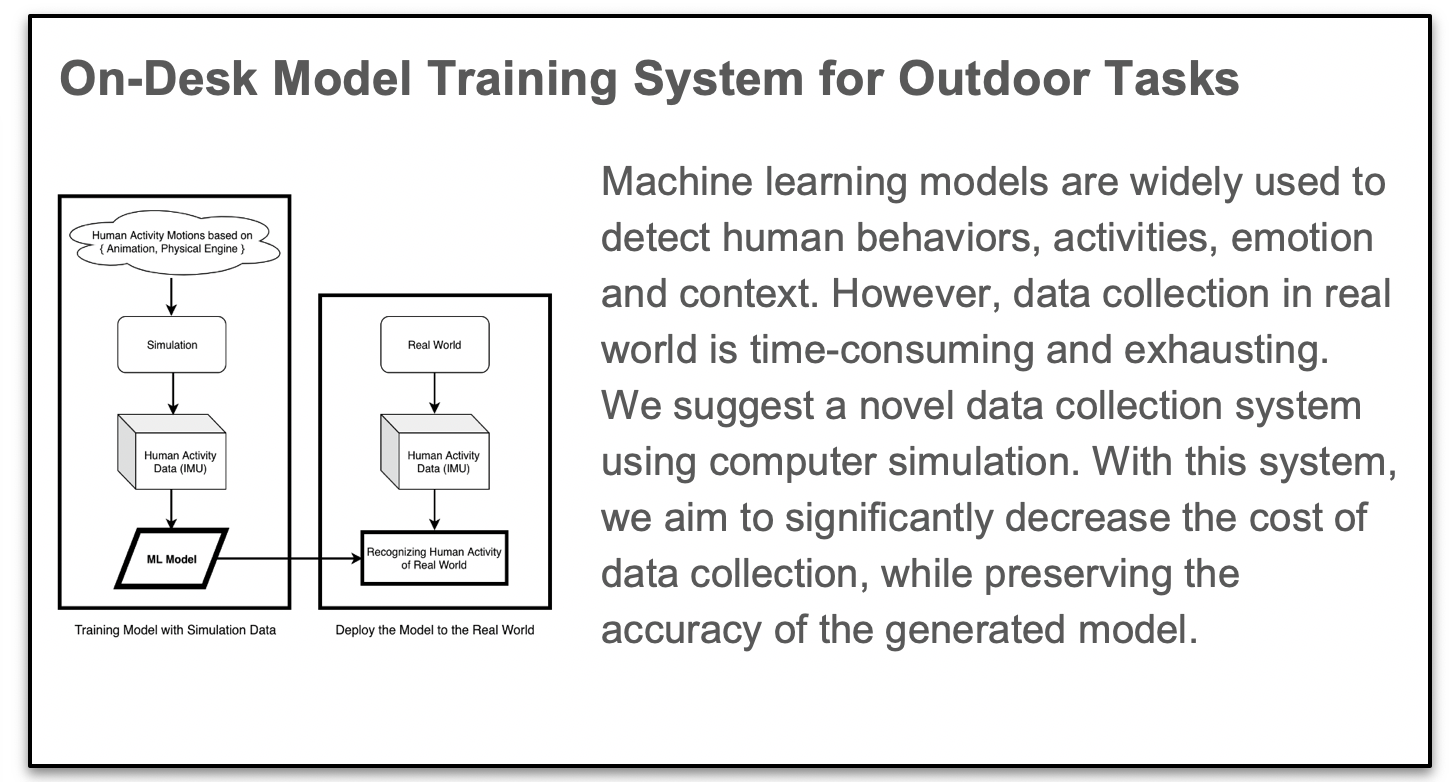 On-Desk Model Training System for Outdoor Tasks
Human Activity Motions based on
{ Animation, Physical Engine }
Simulation
Human Activity
Data (IMU)
ML Model
Training Model with Simulation Data
Real World
Human Activity
Data (IMU)
Recognizing Human Activity
of Real World
Deploy the Model to the Real World
Machine learning models are widely used to
detect human behaviors, activities, emotion
and context. However, data collection in real
world is time-consuming and exhausting.
We suggest a novel data collection system
using computer simulation. With this system,
we aim to significantly decrease the cost of
data collection, while preserving the
accuracy of the generated model.